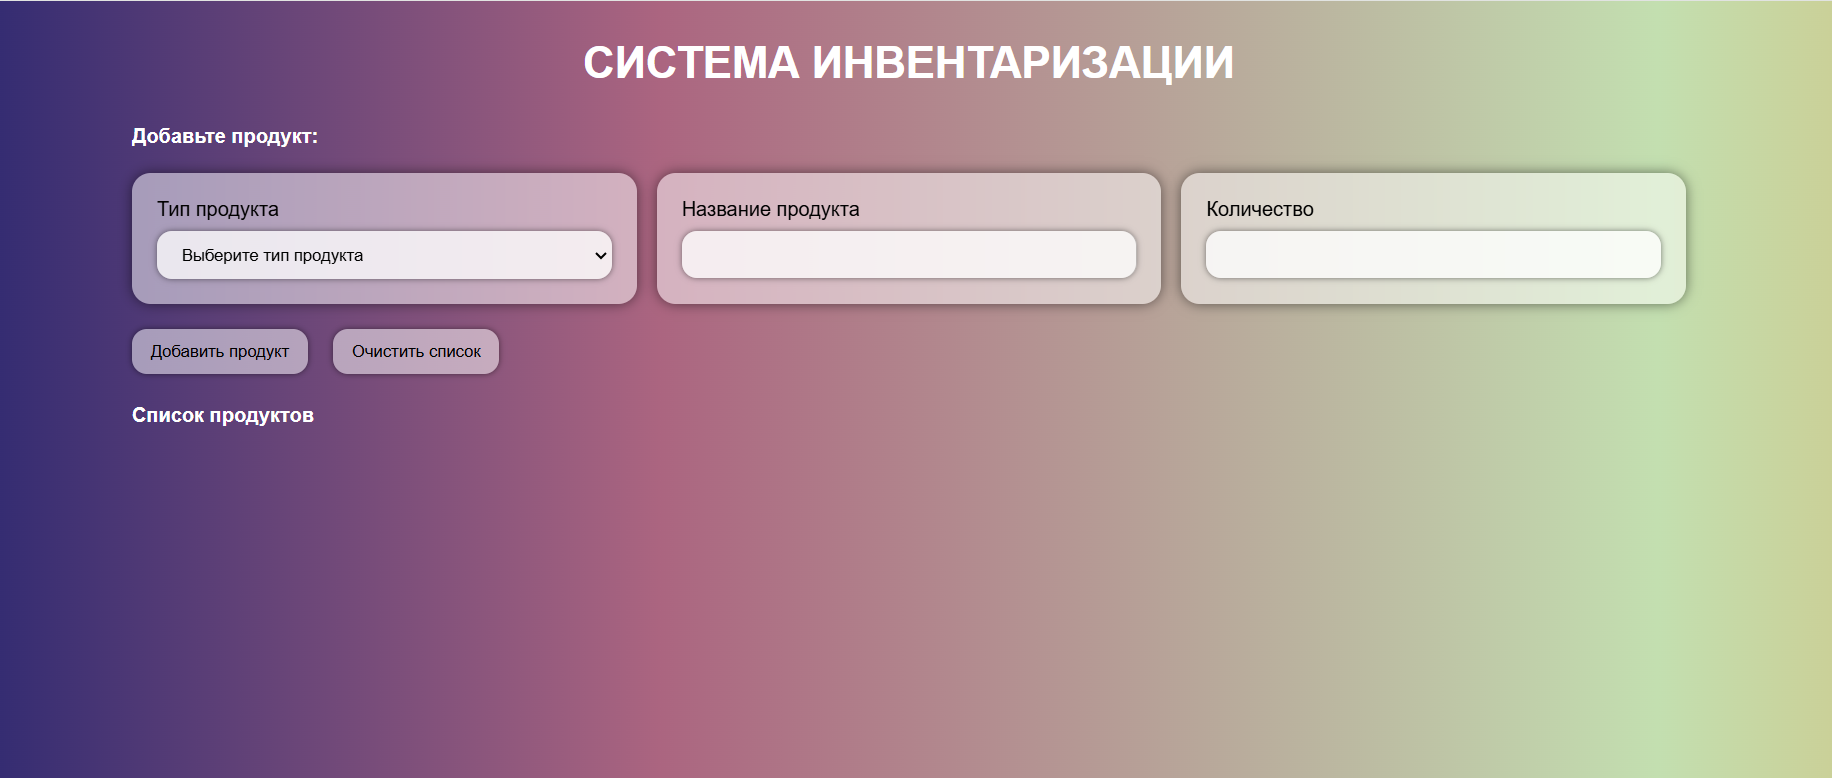 СИСТЕМА ИНВЕНТАРИЗАЦИИ
Добавьте продукт:
Тип продукта
Название продукта
Количество
Выберите тип продукта
Добавить продукт
Очистить список
Список продуктов